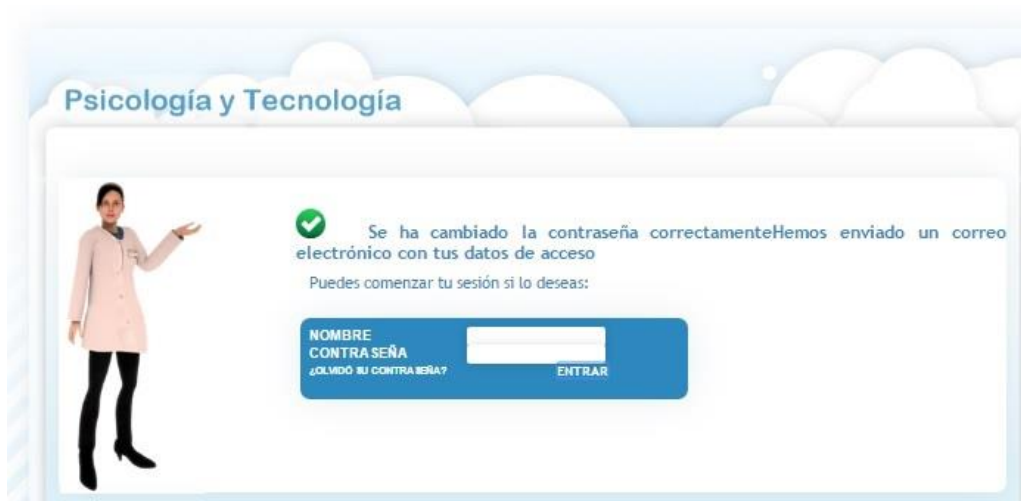 Psicología y Tecnología
Se ha cambiado la contraseña correctamenteHemos enviado un correo
electrónico con tus datos de acceso
Puedes comenzar tu sesión si lo deseas:
NOMBRE
CONTRASEÑA
¿OLVIDÓ SU CONTRASEÑA?
ENTRAR